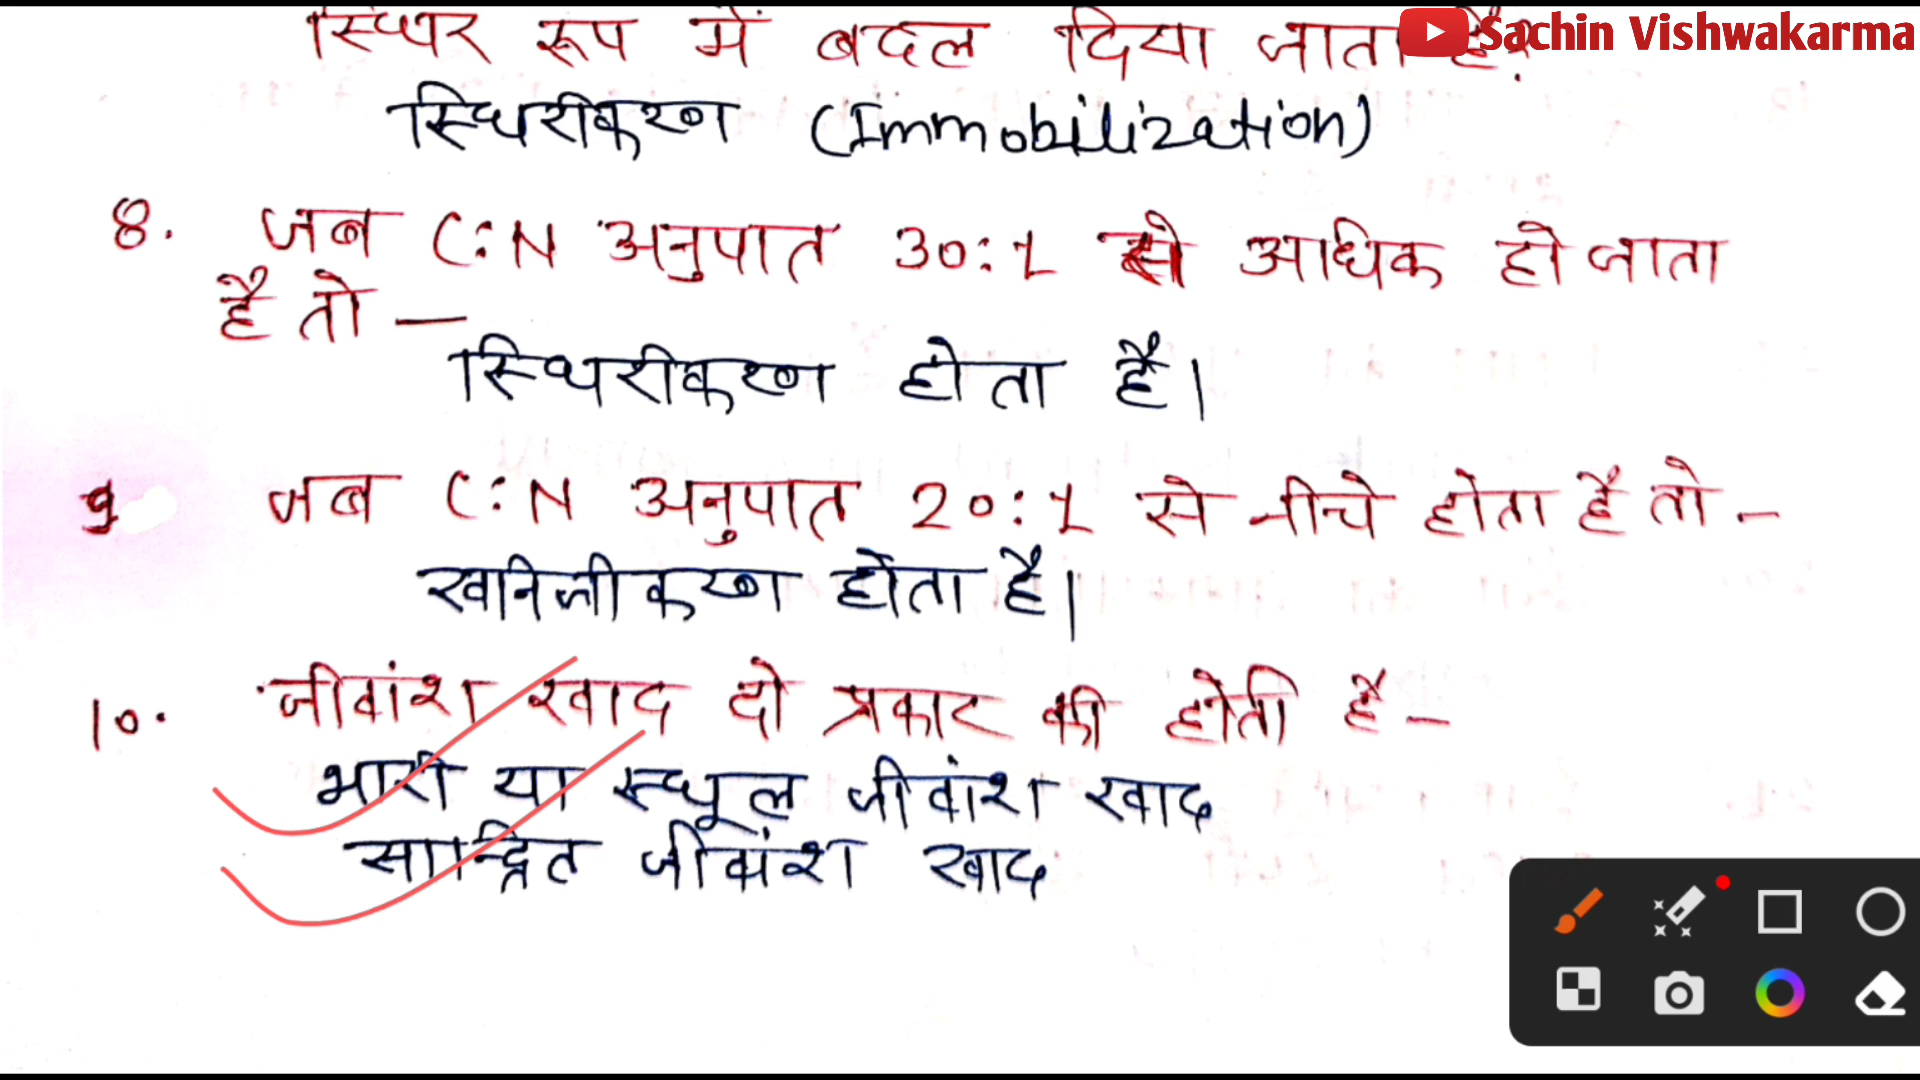 स्थिर रूप में बदल दिया जाता है?
Sachin Vishwakarma
स्थिरीकरण (Immobilization)
8. जब C:N अनुपात 30:1 से अधिक हो जाता
है तो —
स्थिरीकरण होता है।
9 जब C:N अनुपात 20:1 से नीचे होता है तो -
खनिजीकरण होता है।
10. जीवांश खाद दो प्रकार की होती है -
भारी या स्थूल जीवांश खाद
सान्द्रित जीवांश खाद